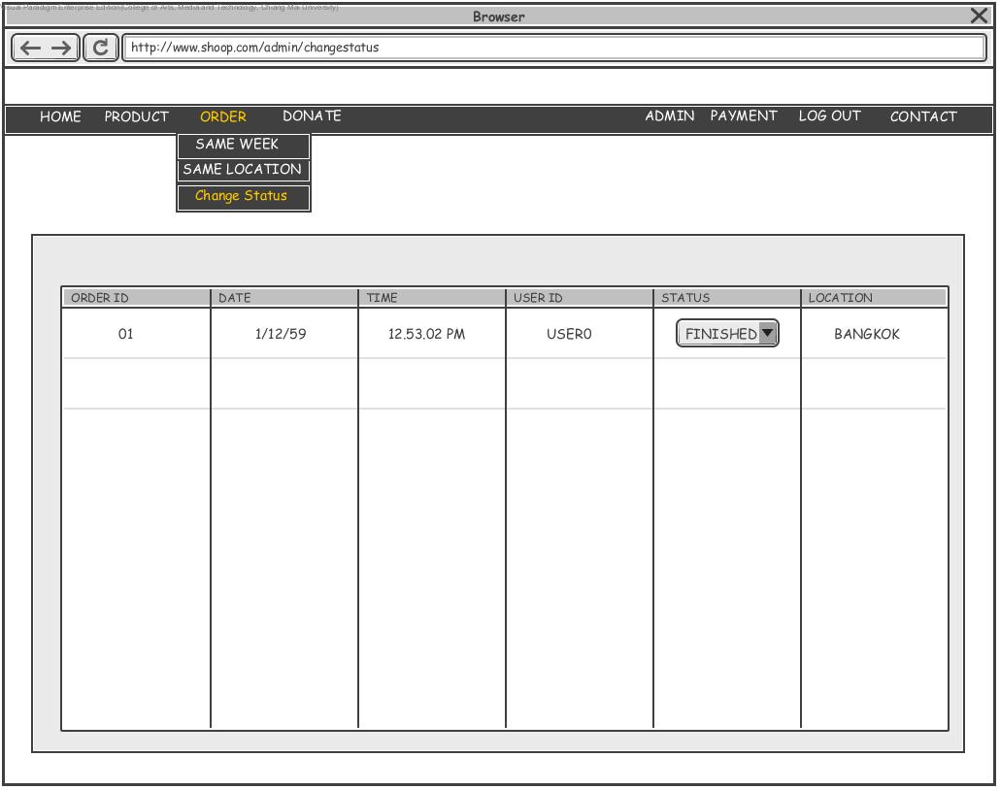 Visual Paradigm Enterprise Edition(College of Arts, Media and Technology, Chiang Mai University)
Browser
http://www.shoop.com/admin/changestatus
HOME PRODUCT ORDER DONATE ADMIN PAYMENT LOG OUT CONTACT
SAME WEEK
SAME LOCATION
Change Status
ORDER ID DATE TIME USER ID STATUS LOCATION
01 1/12/59 12.53.02 PM USER0 FINISHED BANGKOK